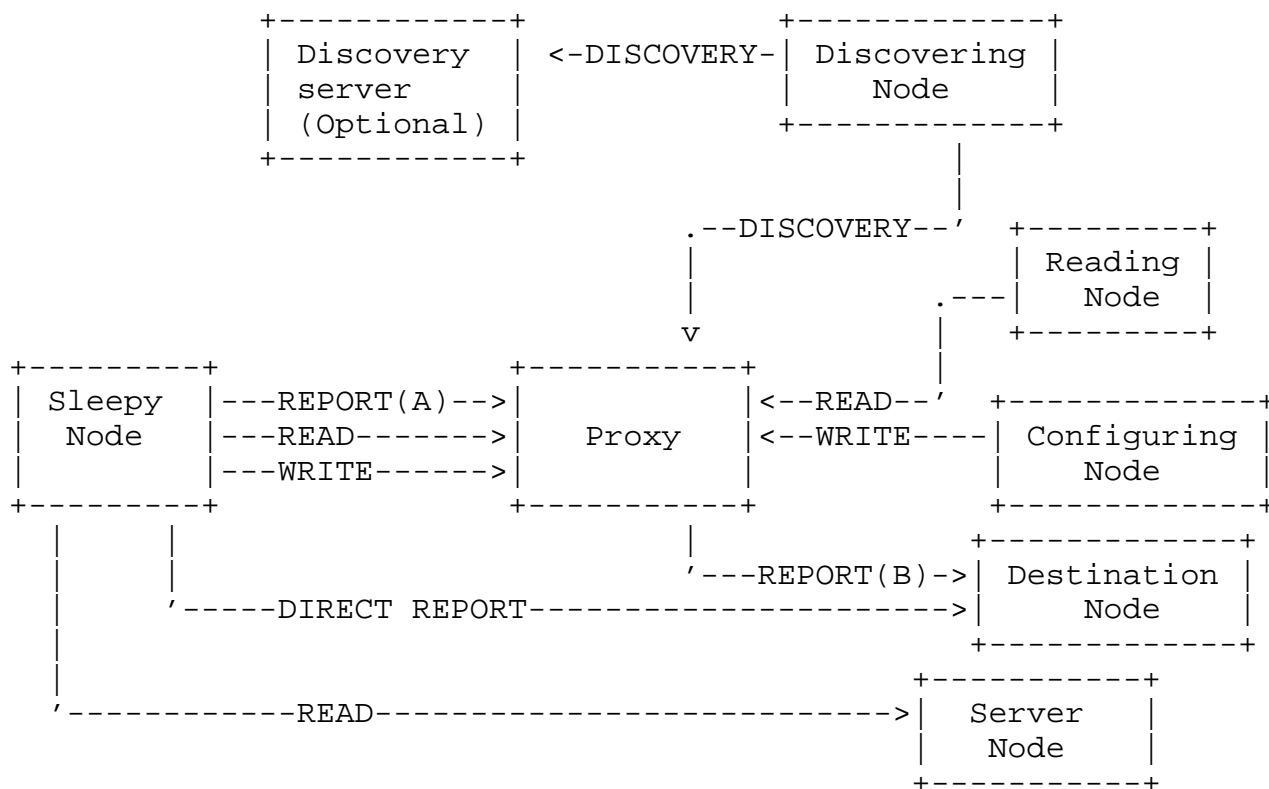 Discovery <-DISCOVERY- Discovering
server Node
(Optional)
DISCOVERY
Reading
Node
v
Sleepy ---REPORT(A)--> <--READ--
Node ---READ-------> Proxy <--WRITE---- Configuring
---WRITE------> Node
---REPORT(B)-> Destination
-----DIRECT REPORT-----------------------> Node
------------READ----------------------------> Server
Node